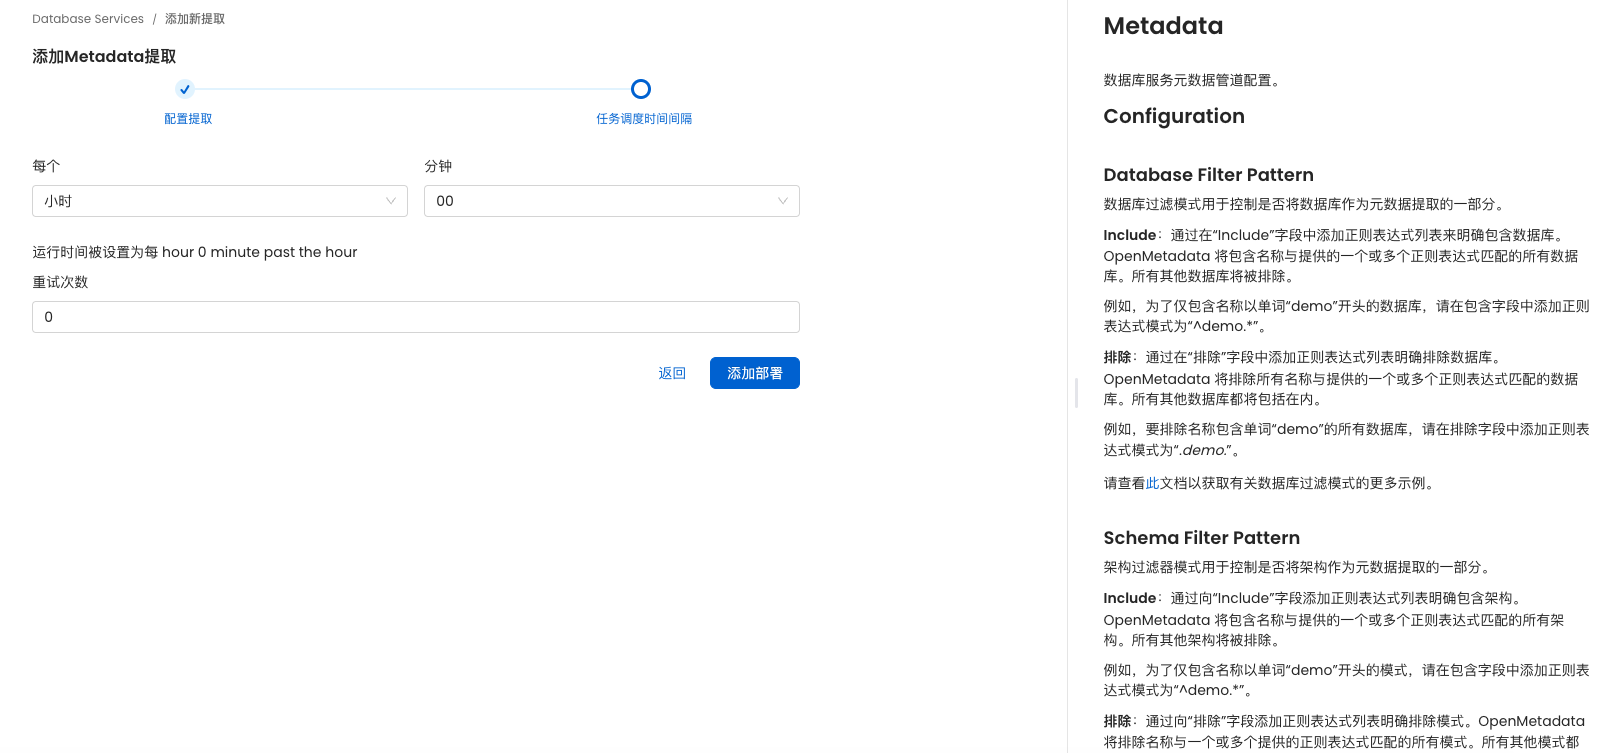 Database Services / 添加新提取
添加Metadata提取
配置提取
任务调度时间间隔
每个
分钟
小时
00
运行时间被设置为每 hour 0 minute past the hour
重试次数
0
返回
添加部署
Metadata
数据库服务元数据管道配置。
Configuration
Database Filter Pattern
数据库过滤模式用于控制是否将数据库作为元数据提取的一部分。
Include：通过在“Include”字段中添加正则表达式列表来明确包含数据库。
OpenMetadata 将包含名称与提供的一个或多个正则表达式匹配的所有数据
库。所有其他数据库将被排除。
例如，为了仅包含名称以单词“demo”开头的数据库，请在包含字段中添加正则
表达式模式为“^demo.*”。
排除：通过在“排除”字段中添加正则表达式列表明确排除数据库。
OpenMetadata 将排除所有名称与提供的一个或多个正则表达式匹配的数据
库。所有其他数据库都将包括在内。
例如，要排除名称包含单词“demo”的所有数据库，请在排除字段中添加正则表
达式模式为“.demo.”。
请查看此文档以获取有关数据库过滤模式的更多示例。
Schema Filter Pattern
架构过滤器模式用于控制是否将架构作为元数据提取的一部分。
Include：通过向“Include”字段添加正则表达式列表明确包含架构。
OpenMetadata 将包含名称与提供的一个或多个正则表达式匹配的所有架
构。所有其他架构将被排除。
例如，为了仅包含名称以单词“demo”开头的模式，请在包含字段中添加正则表
达式模式为“^demo.*”。
排除：通过向“排除”字段添加正则表达式列表明确排除模式。OpenMetadata
将排除名称与一个或多个提供的正则表达式匹配的所有模式。所有其他模式都